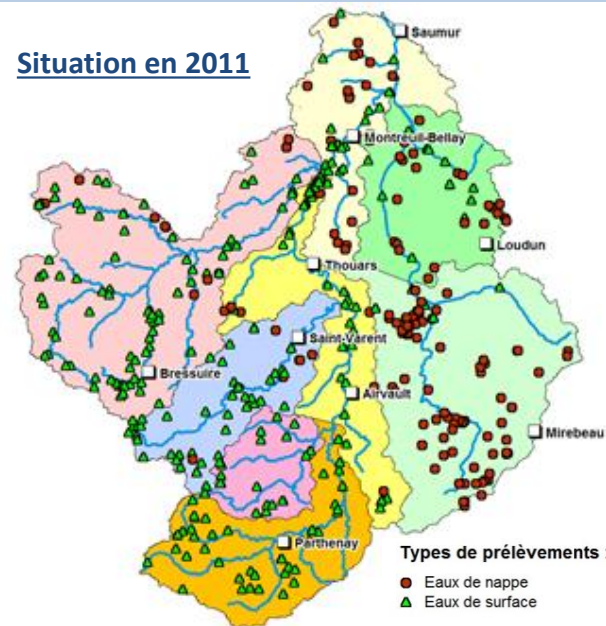 Situation en 2011
Saumur
Montreuil-Bellay
Loudun
Thouars
Saint-Varent
Bressuire
Airvault
Mirebeau
Parthenay
Types de prélèvements :
Eaux de nappe
Eaux de surface